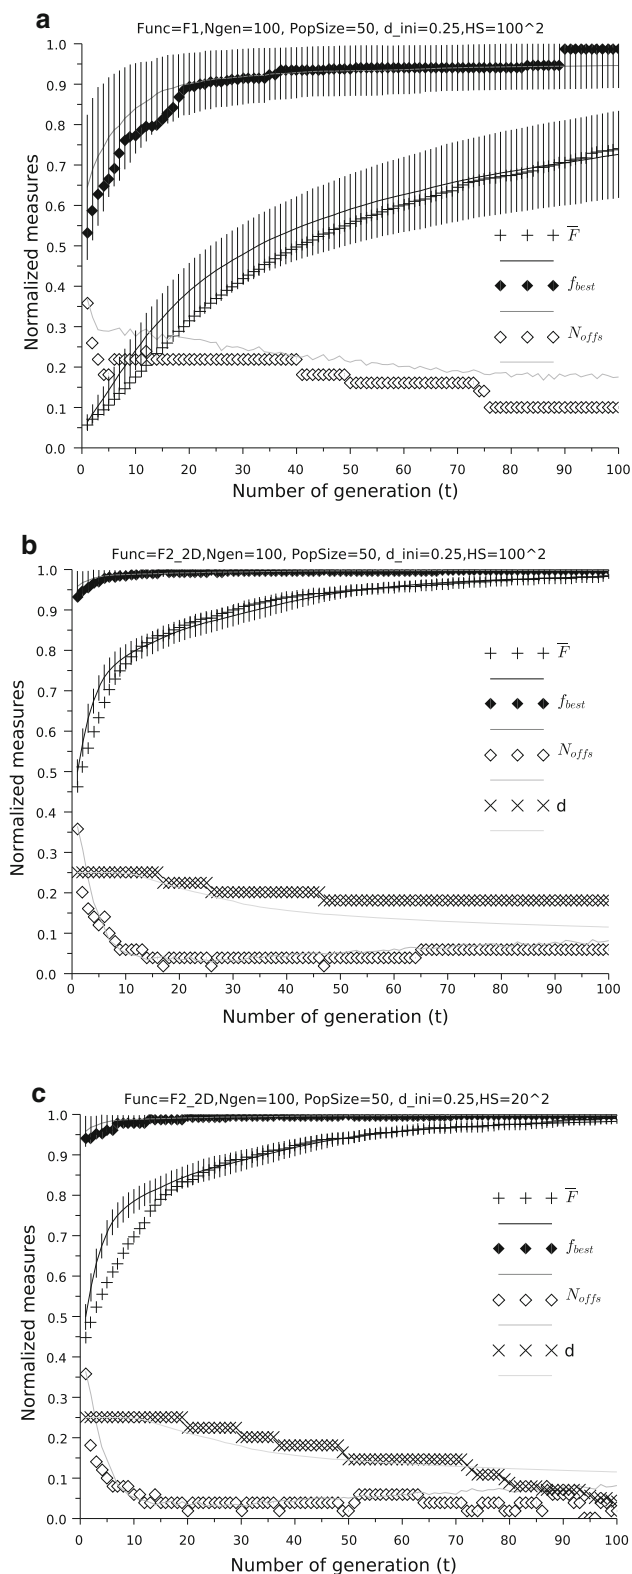 a
Func=F1,Ngen=100, PopSize=50, d_ini=0.25,HS=100^2
1.0
0.9
0.8
0.7
0.6
0.5
0.4
0.3
0.2
0.1
0.0
Normalized measures
F
f_best
N_offs
0 10 20 30 40 50 60 70 80 90 100
Number of generation (t)
b
Func=F2_2D,Ngen=100, PopSize=50, d_ini=0.25,HS=100^2
1.0
0.9
0.8
0.7
0.6
0.5
0.4
0.3
0.2
0.1
0.0
Normalized measures
F
f_best
N_offs
d
0 10 20 30 40 50 60 70 80 90 100
Number of generation (t)
c
Func=F2_2D,Ngen=100, PopSize=50, d_ini=0.25,HS=20^2
1.0
0.9
0.8
0.7
0.6
0.5
0.4
0.3
0.2
0.1
0.0
Normalized measures
F
f_best
N_offs
d
0 10 20 30 40 50 60 70 80 90 100
Number of generation (t)